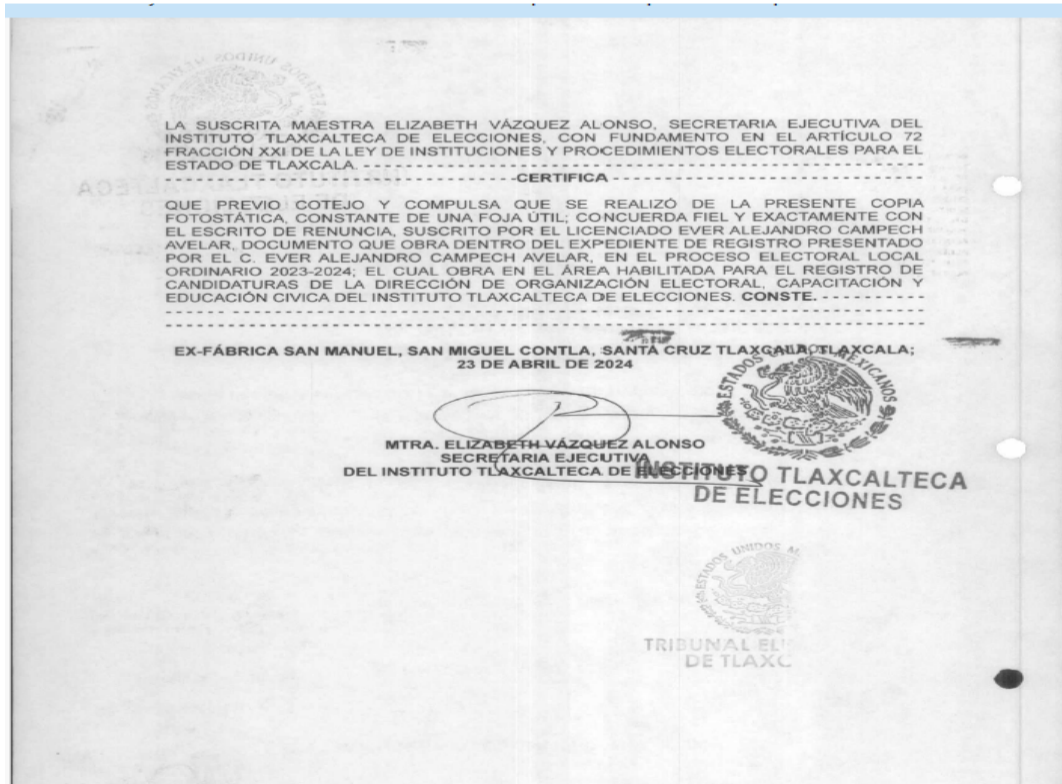 LA SUSCRITA MAESTRA ELIZABETH VÁZQUEZ ALONSO, SECRETARIA EJECUTIVA DEL
INSTITUTO TLAXCALTECA DE ELECCIONES, CON FUNDAMENTO EN EL ARTÍCULO 72
FRACCIÓN XXI DE LA LEY DE INSTITUCIONES Y PROCEDIMIENTOS ELECTORALES PARA EL
ESTADO DE TLAXCALA.
CERTIFICA
QUE PREVIO COTEJO Y COMPULSA QUE SE REALIZÓ DE LA PRESENTE COPIA
FOTOSTÁTICA, CONSTANTE DE UNA FOJA ÚTIL; CONCUERDA FIEL Y EXACTAMENTE CON
EL ESCRITO DE RENUNCIA, SUSCRITO POR EL LICENCIADO EVER ALEJANDRO CAMPECH
AVELAR, DOCUMENTO QUE OBRA DENTRO DEL EXPEDIENTE DE REGISTRO PRESENTADO
POR EL C. EVER ALEJANDRO CAMPECH AVELAR, EN EL PROCESO ELECTORAL LOCAL
ORDINARIO 2023-2024; EL CUAL OBRA EN EL ÁREA HABILITADA PARA EL REGISTRO DE
CANDIDATURAS DE LA DIRECCIÓN DE ORGANIZACIÓN ELECTORAL, CAPACITACIÓN Y
EDUCACIÓN CIVICA DEL INSTITUTO TLAXCALTECA DE ELECCIONES. CONSTE.
EX-FÁBRICA SAN MANUEL, SAN MIGUEL CONTLA, SANTA CRUZ TLAXCALA, TLAXCALA;
23 DE ABRIL DE 2024
ESTADOS UNIDOS MEXICANOS
MTRA. ELIZABETH VÁZQUEZ ALONSO
SECRETARIA EJECUTIVA
DEL INSTITUTO TLAXCALTECA DE ELECCIONES
INSTITUTO TLAXCALTECA
DE ELECCIONES
ESTADOS UNIDOS M
TRIBUNAL EL
DE TLAXC